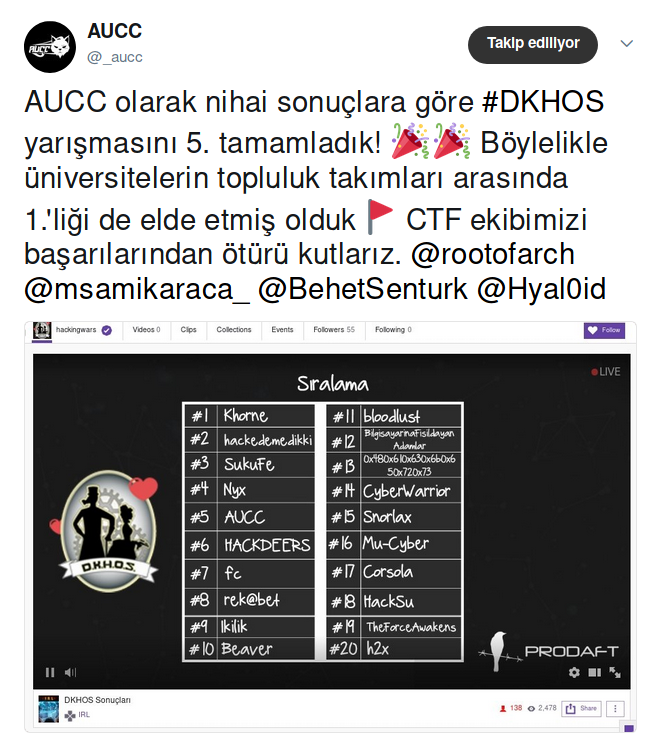 AUCC
@_aucc
Takip ediliyor
AUCC olarak nihai sonuçlara göre #DKHOS
yarışmasını 5. tamamladık! 🎉🎉 Böylelikle
üniversitelerin topluluk takımları arasında
1.'liği de elde etmiş olduk 🚩 CTF ekibimizi
başarılarından ötürü kutlarız. @rootofarch
@msamikaraca_ @BehetSenturk @Hyal0id
hackingwars
Videos 0
Clips
Collections
Events
Followers 55
Following 0
Follow
LIVE
Sıralama
#1 Khorne
#2 hackedemedikki
#3 SukuFe
#4 Nyx
#5 AUCC
#6 HACKDEERS
#7 fc
#8 rek@bet
#9 Ikilik
#10 Beaver
#11 bloodlust
#12 BilgisayarinaFisildayan
Adamlar
#13 0x480x610x630x6b0x6
50x720x73
#14 CyberWarrior
#15 Snorlax
#16 Mu-Cyber
#17 Corsola
#18 HackSu
#19 TheForceAwakens
#20 h2x
D.K.H.O.S.
PRODAFT
DKHOS Sonuçları
IRL
138
2,478
Share